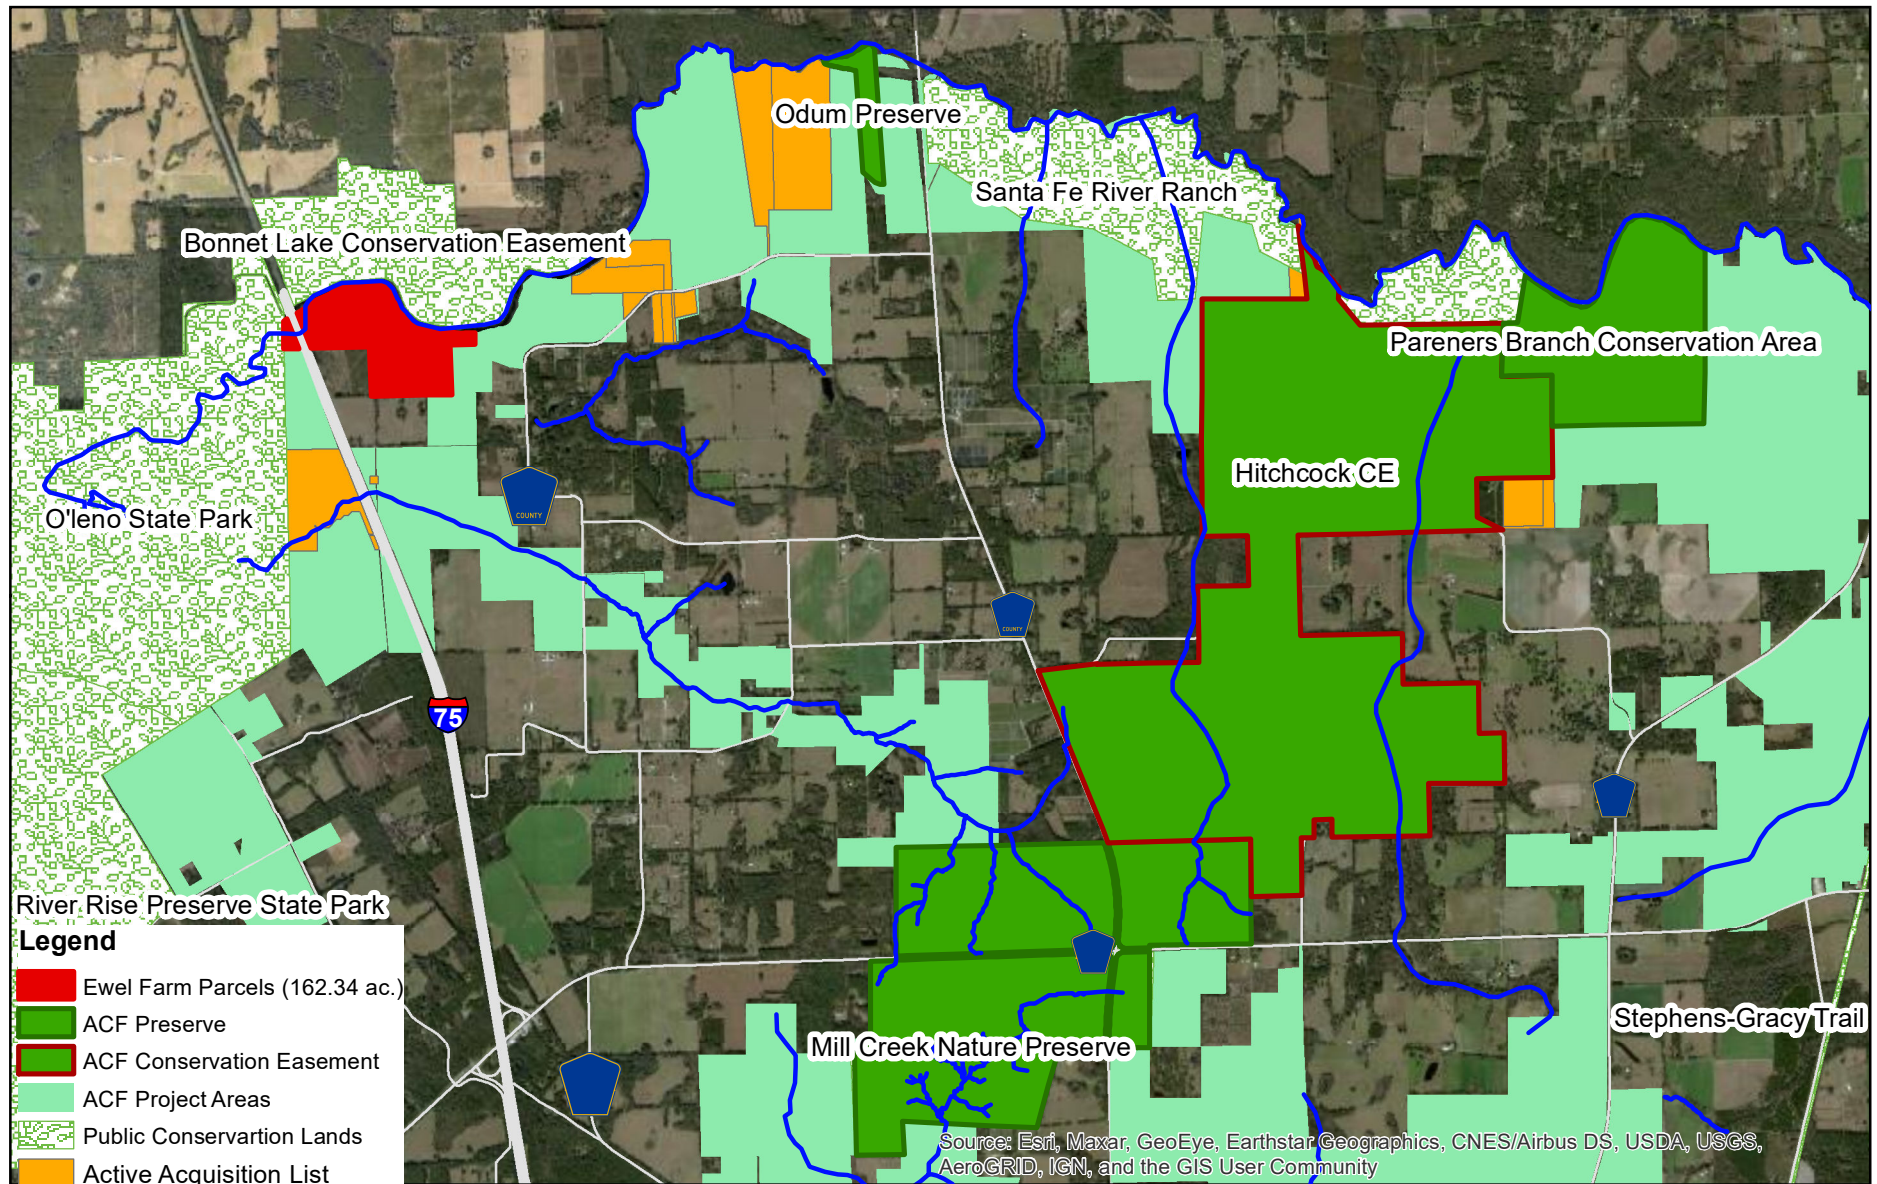 Odum Preserve
Santa Fe River Ranch
Bonnet Lake Conservation Easement
Pareners Branch Conservation Area
Hitchcock CE
O'leno State Park
COUNTY
COUNTY
75
River Rise Preserve State Park
Stephens-Gracy Trail
Mill Creek Nature Preserve
Legend
Ewel Farm Parcels (162.34 ac.)
ACF Preserve
ACF Conservation Easement
ACF Project Areas
Public Conservartion Lands
Active Acquisition List
Source: Esri, Maxar, GeoEye, Earthstar Geographics, CNES/Airbus DS, USDA, USGS,
AeroGRID, IGN, and the GIS User Community